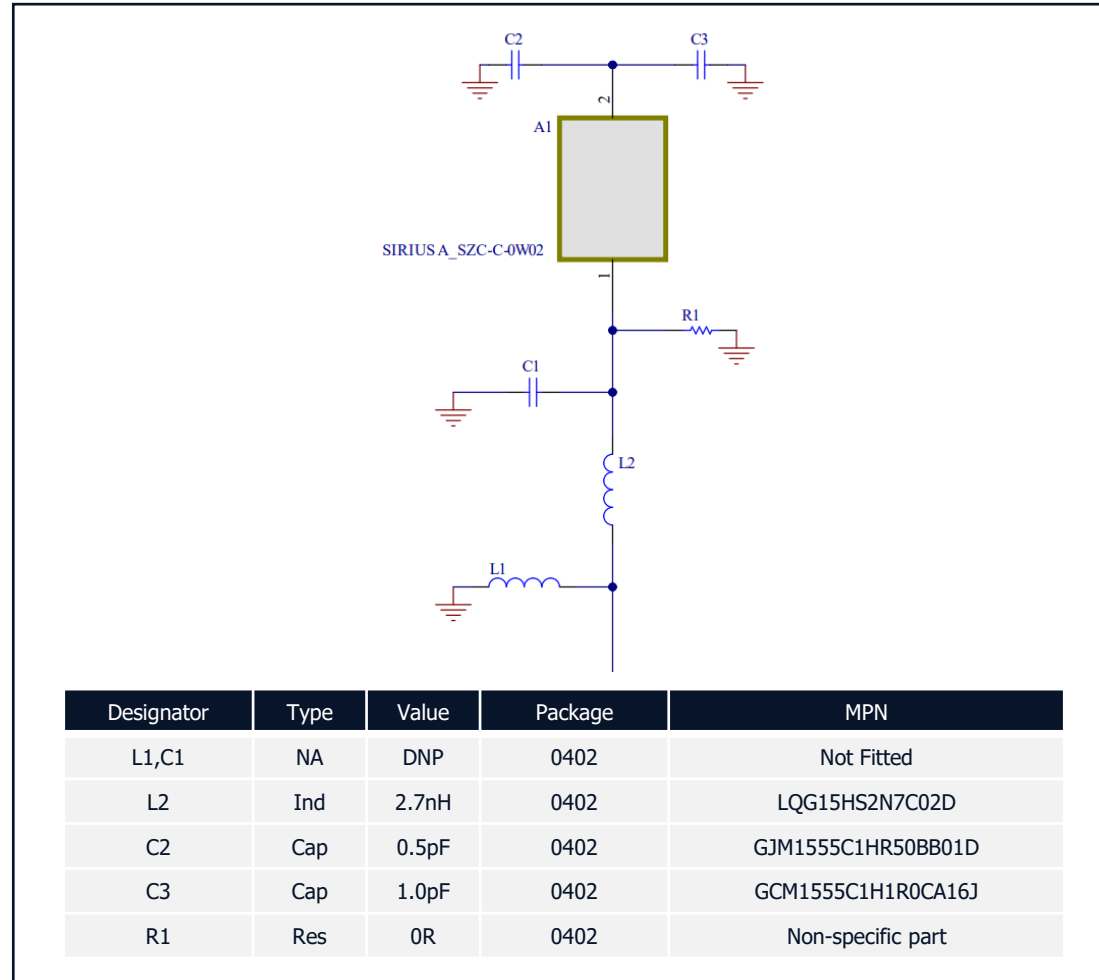 C2
C3
2
A1
SIRIUS A_SZC-C-0W02
1
R1
C1
L2
L1
Designator Type Value Package MPN
L1,C1 NA DNP 0402 Not Fitted
L2 Ind 2.7nH 0402 LQG15HS2N7C02D
C2 Cap 0.5pF 0402 GJM1555C1HR50BB01D
C3 Cap 1.0pF 0402 GCM1555C1H1R0CA16J
R1 Res 0R 0402 Non-specific part